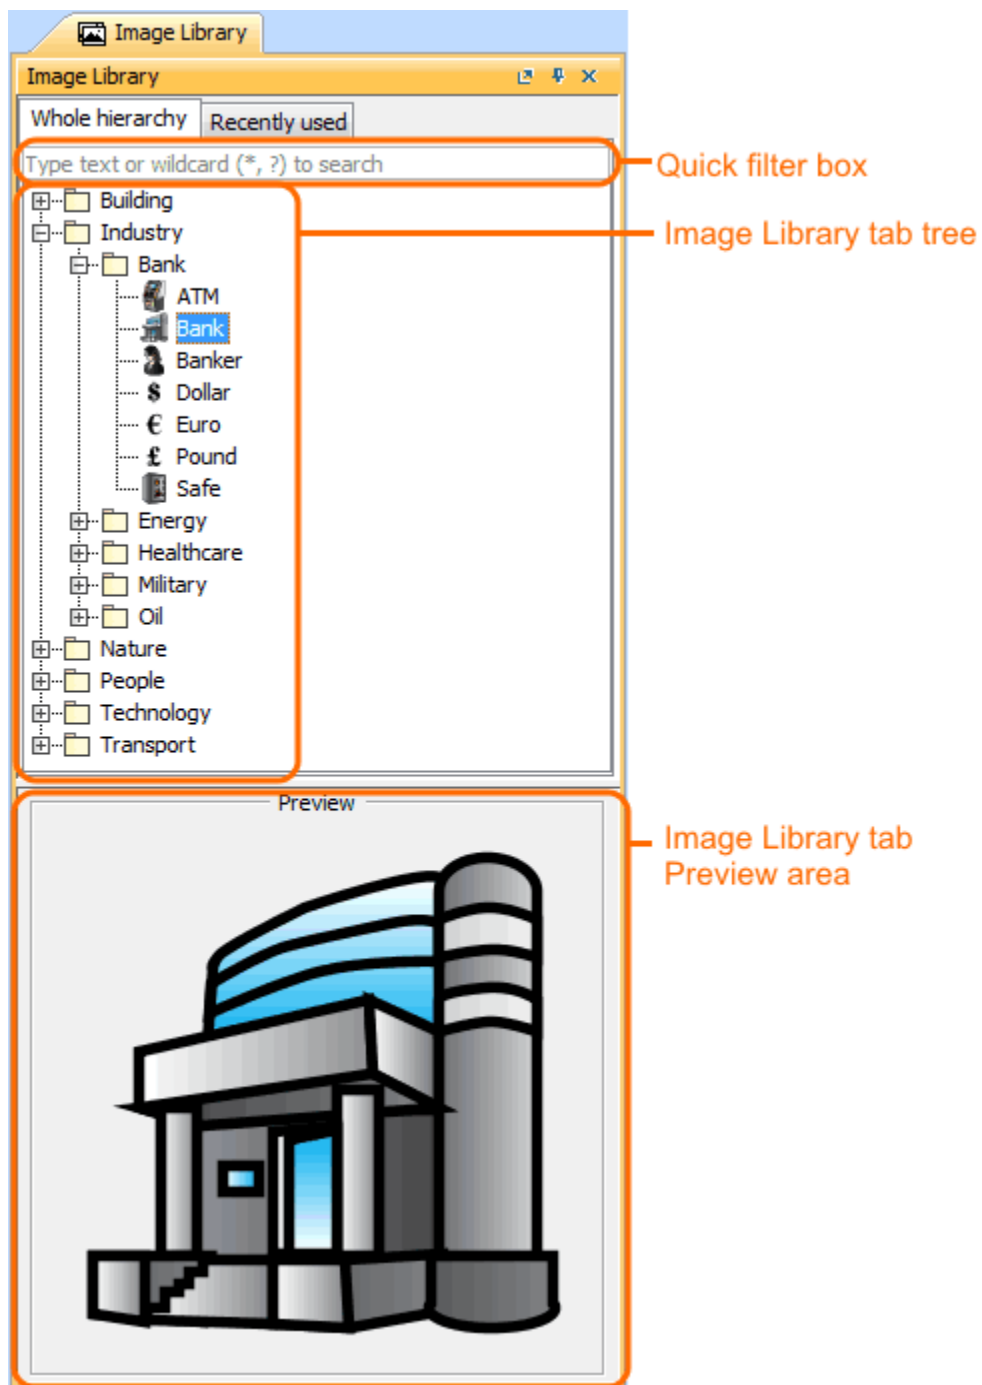 Image Library
Image Library
Whole hierarchy Recently used
Type text or wildcard (*, ?) to search
Quick filter box
Building
Industry
Image Library tab tree
Bank
ATM
Bank
Banker
$ Dollar
€ Euro
£ Pound
Safe
Energy
Healthcare
Military
Oil
Nature
People
Technology
Transport
Preview
Image Library tab
Preview area